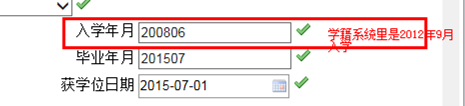 入学年月 200806
学籍系统里是2012年9月
入学
毕业年月 201507
获学位日期 2015-07-01